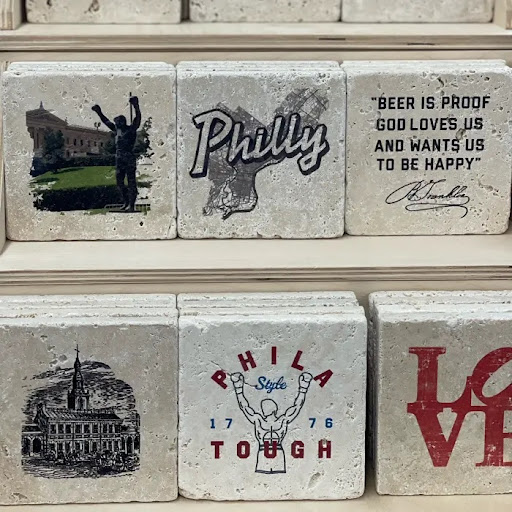 Philly
"BEER IS PROOF
GOD LOVES US
AND WANTS US
TO BE HAPPY"
B. Franklin
PHILA
Style
17 76
TOUGH
LO
VE